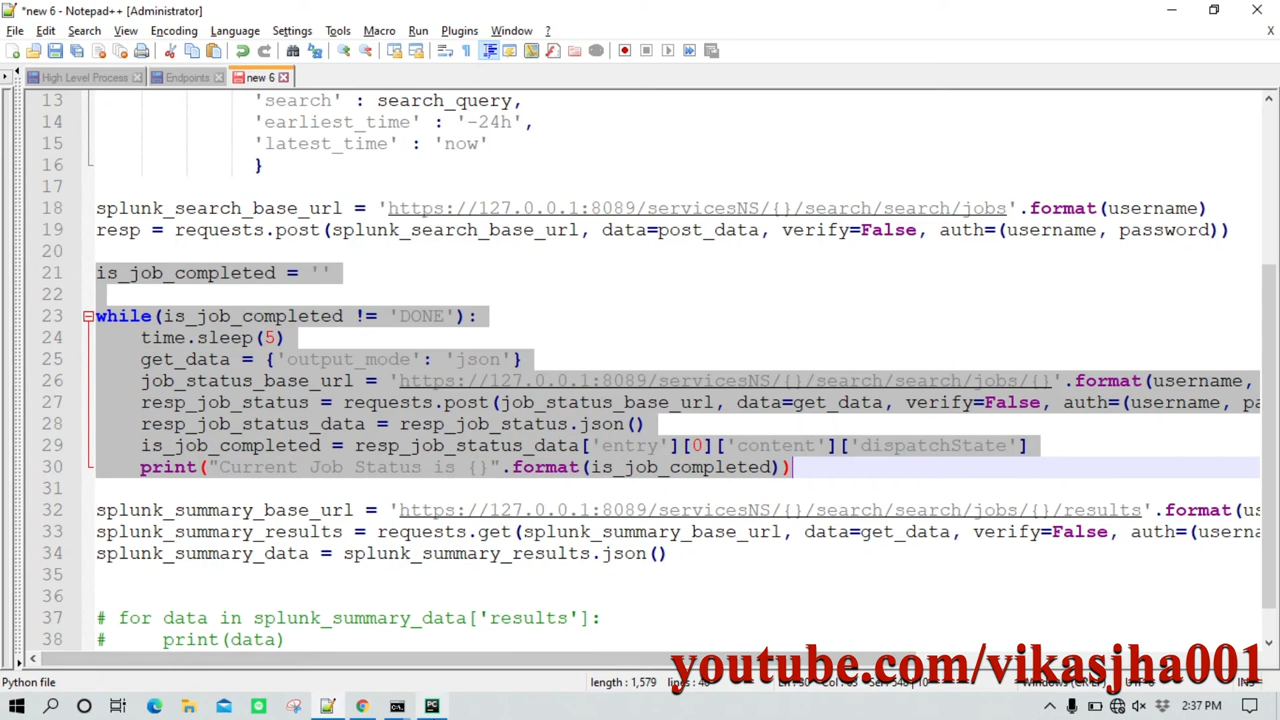 *new 6 - Notepad++ [Administrator]
File Edit Search View Encoding Language Settings Tools Macro Run Plugins Window ?
High Level Process Endpoints new 6
13 'search' : search_query,
14 'earliest_time' : '-24h',
15 'latest_time' : 'now'
16 }
17
18 splunk_search_base_url = 'https://127.0.0.1:8089/servicesNS/{}/search/search/jobs'.format(username)
19 resp = requests.post(splunk_search_base_url, data=post_data, verify=False, auth=(username, password))
20
21 is_job_completed = ''
22
23 while(is_job_completed != 'DONE'):
24 time.sleep(5)
25 get_data = {'output_mode': 'json'}
26 job_status_base_url = 'https://127.0.0.1:8089/servicesNS/{}/search/search/jobs/{}'.format(username,
27 resp_job_status = requests.post(job_status_base_url, data=get_data, verify=False, auth=(username, pa
28 resp_job_status_data = resp_job_status.json()
29 is_job_completed = resp_job_status_data['entry'][0]['content']['dispatchState']
30 print("Current Job Status is {}".format(is_job_completed))
31
32 splunk_summary_base_url = 'https://127.0.0.1:8089/servicesNS/{}/search/search/jobs/{}/results'.format(us
33 splunk_summary_results = requests.get(splunk_summary_base_url, data=get_data, verify=False, auth=(userna
34 splunk_summary_data = splunk_summary_results.json()
35
36
37 # for data in splunk_summary_data['results']:
38 # print(data)
youtube.com/vikasjha001
Python file length : 1,579
2:37 PM